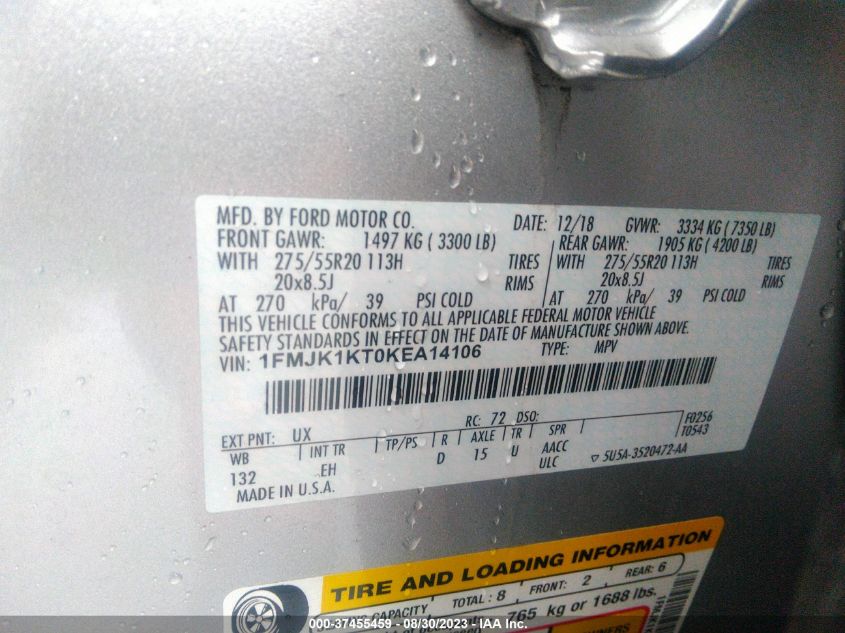 MFD. BY FORD MOTOR CO. DATE: 12/18 GVWR: 3334 KG ( 7350 LB)
FRONT GAWR: 1497 KG ( 3300 LB) REAR GAWR: 1905 KG ( 4200 LB)
WITH 275/55R20 113H TIRES WITH 275/55R20 113H TIRES
20x8.5J RIMS 20x8.5J RIMS
AT 270 kPa/ 39 PSI COLD AT 270 kPa/ 39 PSI COLD
THIS VEHICLE CONFORMS TO ALL APPLICABLE FEDERAL MOTOR VEHICLE
SAFETY STANDARDS IN EFFECT ON THE DATE OF MANUFACTURE SHOWN ABOVE.
VIN: 1FMJK1KT0KEA14106 TYPE: MPV
EXT PNT: UX RC: 72 DSO: F0256
T0543
WB INT TR TP/PS R AXLE TR SPR
132 EH D 15 U AACC
ULC ▽ 5U5A-3520472-AA
MADE IN U.S.A.
TIRE AND LOADING INFORMATION
CAPACITY TOTAL: 8 FRONT: 2 REAR: 6
765 kg or 1688 lbs.
000-37455459 - 08/30/2023 - IAA Inc.